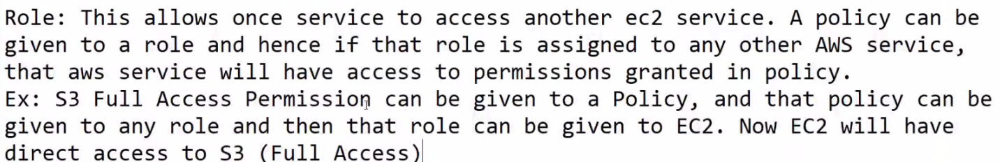 Role: This allows once service to access another ec2 service. A policy can be
given to a role and hence if that role is assigned to any other AWS service,
that aws service will have access to permissions granted in policy.
Ex: S3 Full Access Permission can be given to a Policy, and that policy can be
given to any role and then that role can be given to EC2. Now EC2 will have
direct access to S3 (Full Access)